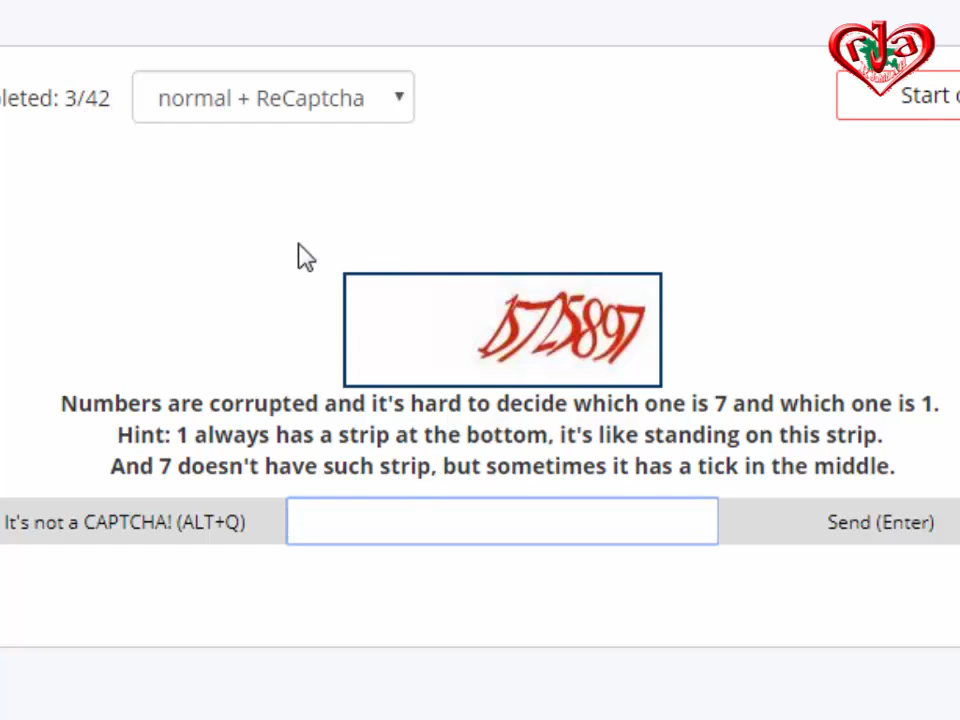 leted: 3/42 normal + ReCaptcha Start
rJa
Numbers are corrupted and it's hard to decide which one is 7 and which one is 1.
Hint: 1 always has a strip at the bottom, it's like standing on this strip.
And 7 doesn't have such strip, but sometimes it has a tick in the middle.
It's not a CAPTCHA! (ALT+Q) Send (Enter)